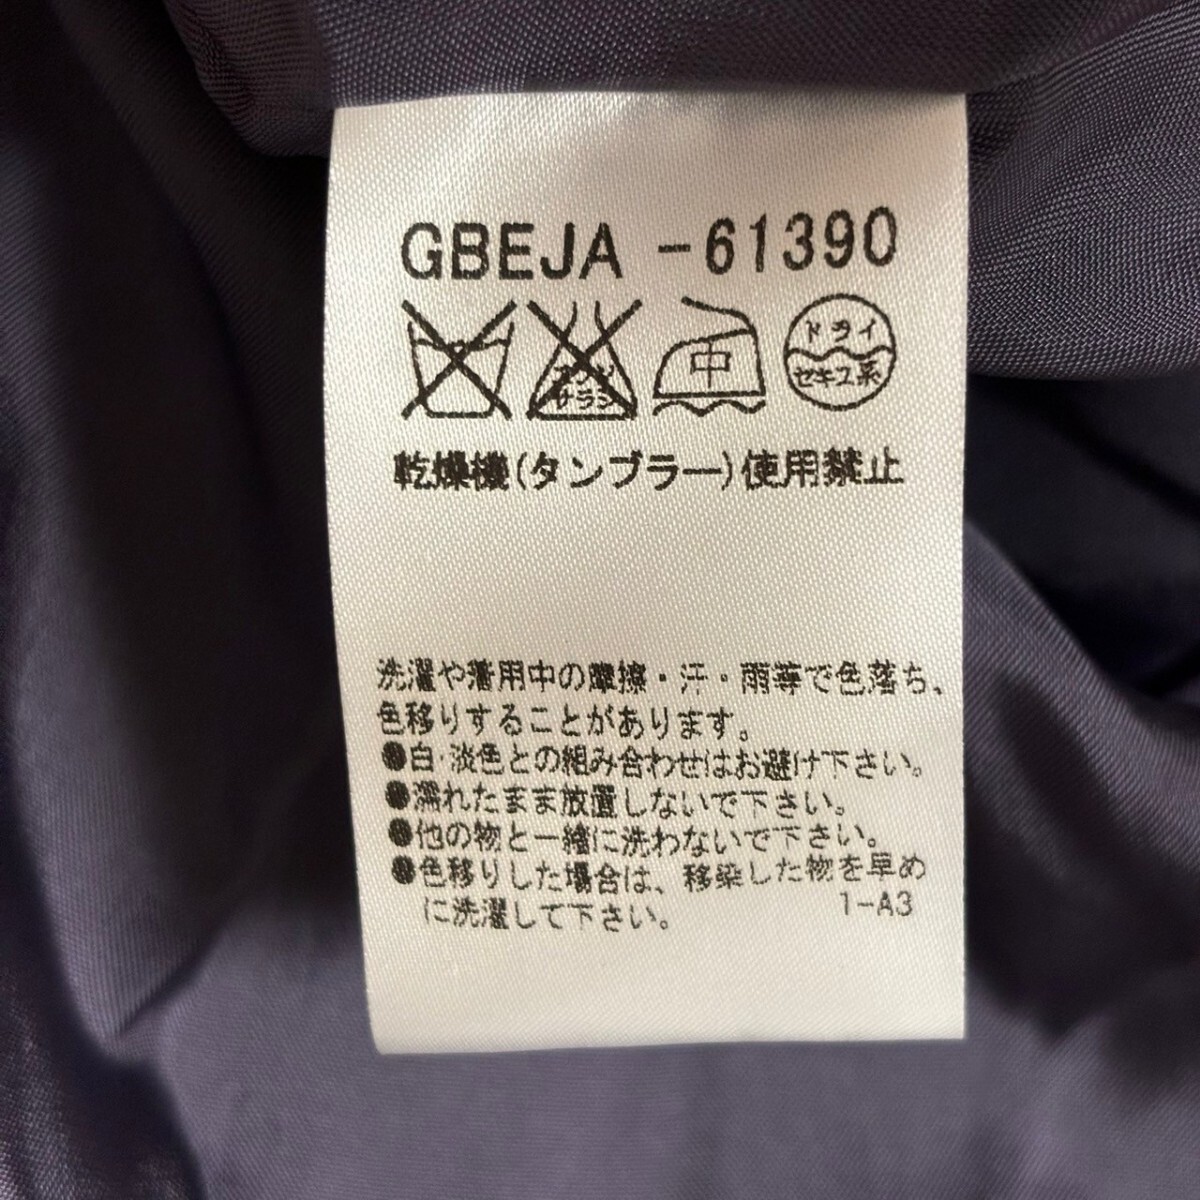 GBEJA -61390
エンソ
サラシ
中
ドライ
セキユ系
乾燥機(タンブラー)使用禁止
洗濯や着用中の摩擦・汗・雨等で色落ち、
色移りすることがあります。
●白・淡色との組み合わせはお避け下さい。
●濡れたまま放置しないで下さい。
●他の物と一緒に洗わないで下さい。
●色移りした場合は、移染した物を早め
に洗濯して下さい。
1-A3